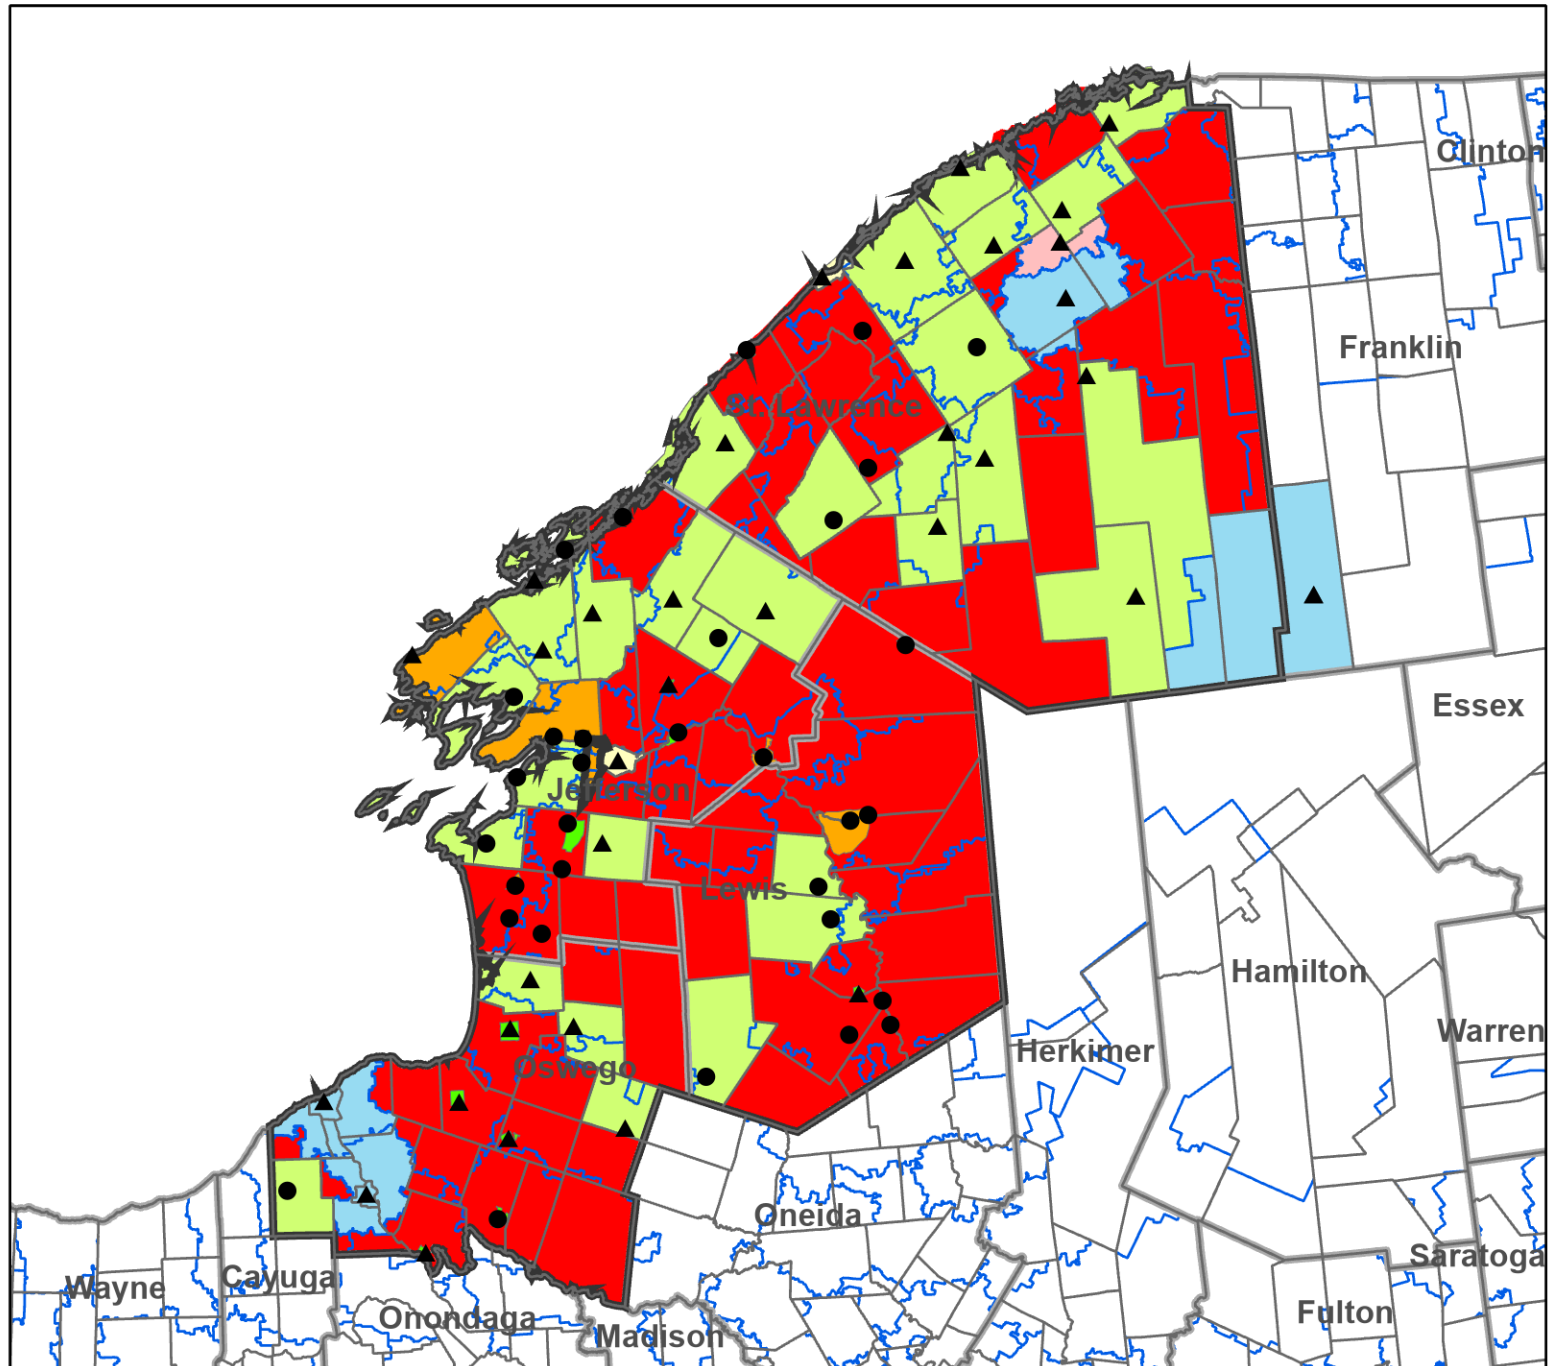 Clinton
Franklin
St. Lawrence
Essex
Jefferson
Lewis
Hamilton
Warren
Herkimer
Oswego
Oneida
Saratoga
Cayuga
Wayne
Fulton
Onondaga
Madison